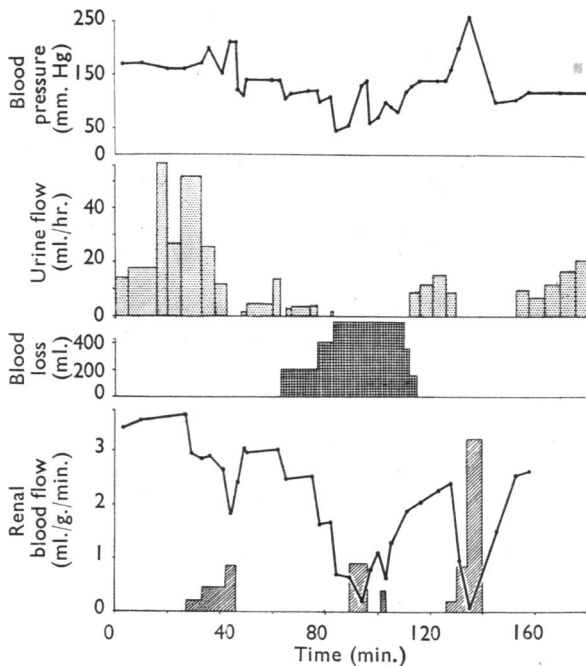 250
150
50
0
Blood
pressure
(mm. Hg)
40
20
0
Urine flow
(ml./hr.)
400
200
0
Blood
loss
(ml.)
3
2
1
0
Renal
blood flow
(ml./g./min.)
0 40 80 120 160
Time (min.)